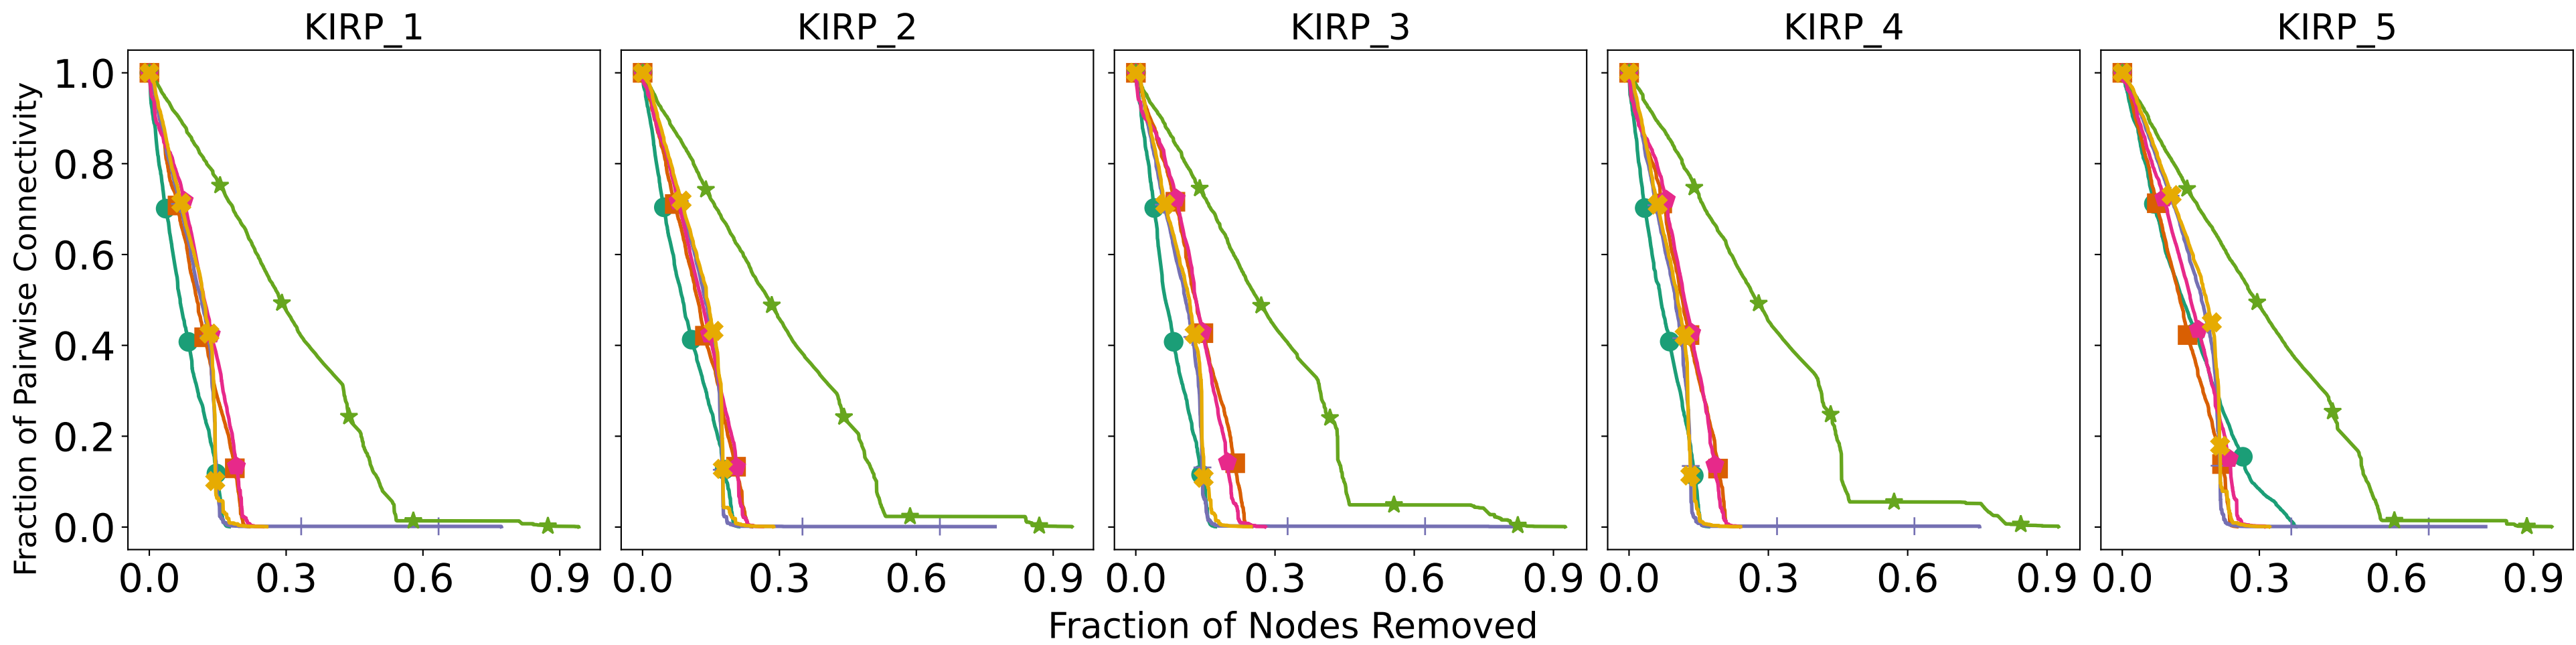 KIRP_1 KIRP_2 KIRP_3 KIRP_4 KIRP_5
Fraction of Pairwise Connectivity
1.0
0.8
0.6
0.4
0.2
0.0
0.0 0.3 0.6 0.9 0.0 0.3 0.6 0.9 0.0 0.3 0.6 0.9 0.0 0.3 0.6 0.9 0.0 0.3 0.6 0.9
Fraction of Nodes Removed